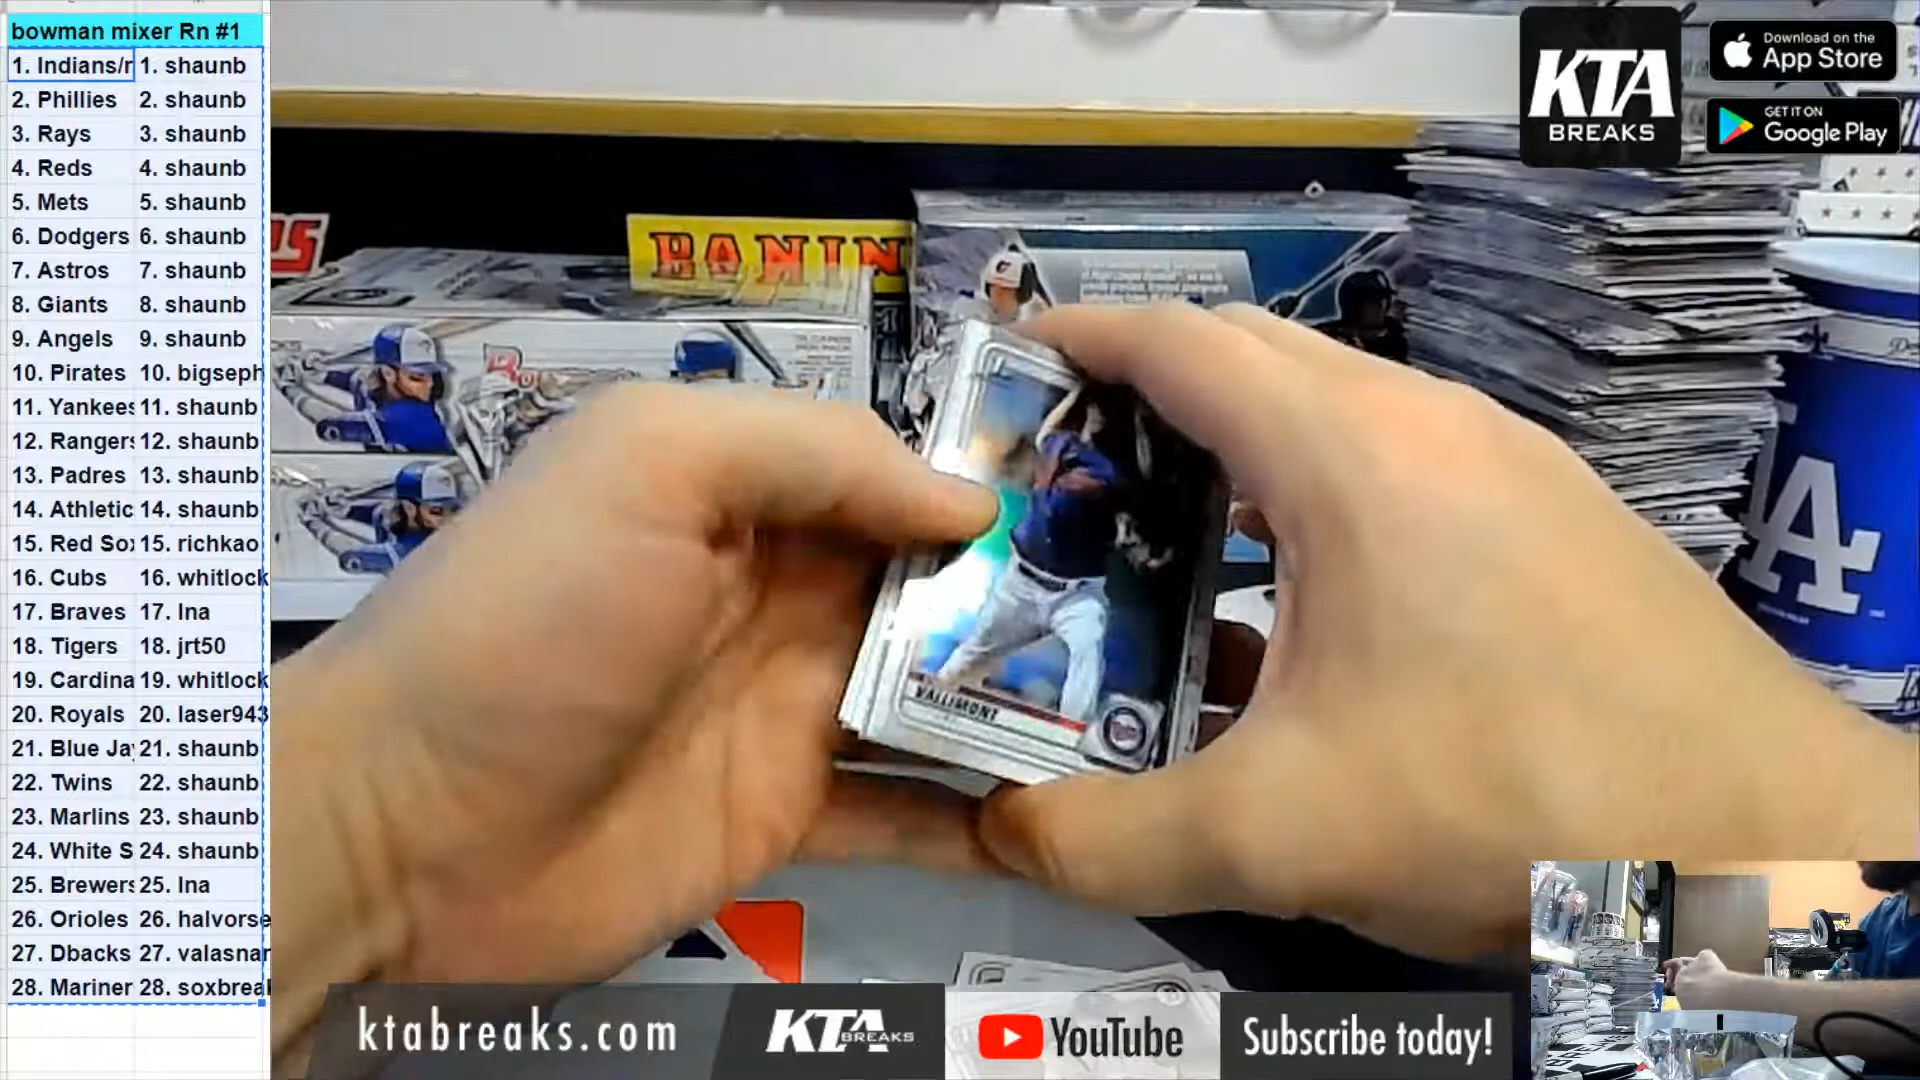 bowman mixer Rn #1
1. Indians/r 1. shaunb
2. Phillies 2. shaunb
3. Rays 3. shaunb
4. Reds 4. shaunb
5. Mets 5. shaunb
6. Dodgers 6. shaunb
7. Astros 7. shaunb
8. Giants 8. shaunb
9. Angels 9. shaunb
10. Pirates 10. bigseph
11. Yankees 11. shaunb
12. Rangers 12. shaunb
13. Padres 13. shaunb
14. Athletic 14. shaunb
15. Red Sox 15. richkao
16. Cubs 16. whitlock
17. Braves 17. lna
18. Tigers 18. jrt50
19. Cardina 19. whitlock
20. Royals 20. laser943
21. Blue Jay 21. shaunb
22. Twins 22. shaunb
23. Marlins 23. shaunb
24. White S 24. shaunb
25. Brewers 25. lna
26. Orioles 26. halvorse
27. Dbacks 27. valasnar
28. Mariner 28. soxbreak
KTA
BREAKS
Download on the
App Store
GET IT ON
Google Play
PANIN
LA
VALLIMONT
ktabreaks.com
KTA BREAKS
YouTube
Subscribe today!